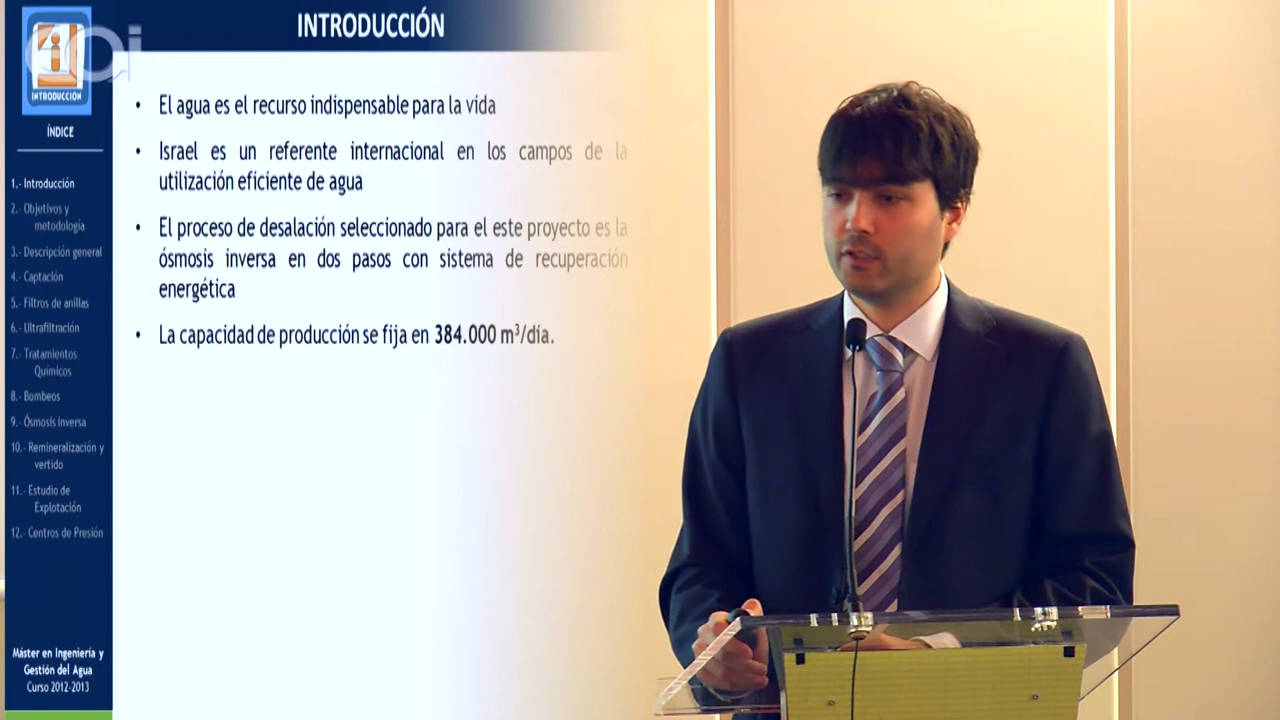 eoi
INTRODUCCIÓN
ÍNDICE
1.- Introducción
2.- Objetivos y
metodología
3.- Descripción general
4.- Captación
5.- Filtros de anillas
6.- Ultrafiltración
7.- Tratamientos
Químicos
8.- Bombeos
9.- Ósmosis Inversa
10.- Remineralización y
vertido
11.- Estudio de
Explotación
12.- Centros de Presión
Máster en Ingeniería y
Gestión del Agua
Curso 2012-2013
INTRODUCCIÓN
• El agua es el recurso indispensable para la vida
• Israel es un referente internacional en los campos de la
utilización eficiente de agua
• El proceso de desalación seleccionado para el este proyecto es la
ósmosis inversa en dos pasos con sistema de recuperación
energética
• La capacidad de producción se fija en 384.000 m³/día.